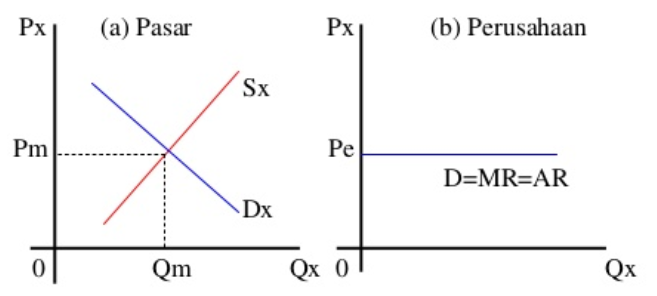 Px
(a) Pasar
Sx
Pm
Dx
0
Qm
Qx
Px
(b) Perusahaan
Pe
D=MR=AR
0
Qx